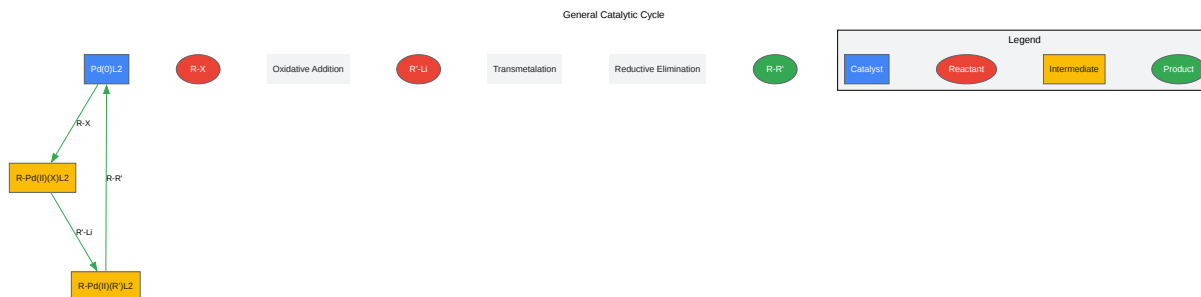 General Catalytic Cycle
Legend
Pd(0)L2
R-X
Oxidative Addition
R'-Li
Transmetalation
Reductive Elimination
R-R'
Catalyst
Reactant
Intermediate
Product
R-X
R-Pd(II)(X)L2
R-R'
R'-Li
R-Pd(II)(R')L2